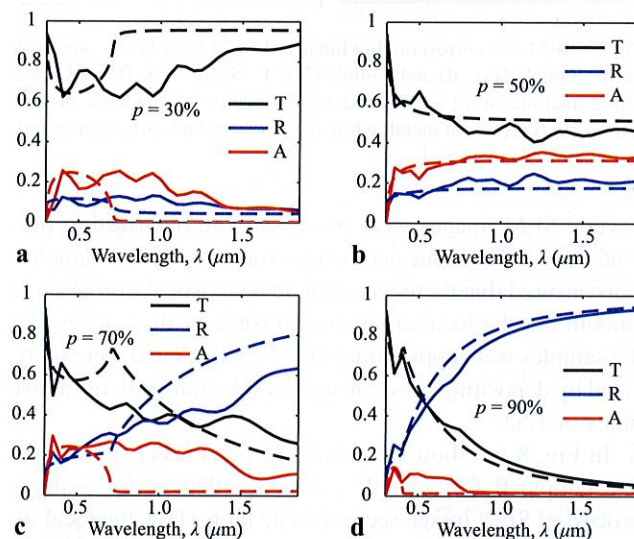 1
0.8
0.6
0.4
0.2
0
0.5 1.0 1.5
p = 30%
T
R
A
a
Wavelength, λ (μm)
1
0.8
0.6
0.4
0.2
0
0.5 1.0 1.5
p = 50%
T
R
A
b
Wavelength, λ (μm)
1
0.8
0.6
0.4
0.2
0
0.5 1.0 1.5
p = 70%
T
R
A
c
Wavelength, λ (μm)
1
0.8
0.6
0.4
0.2
0
0.5 1.0 1.5
p = 90%
T
R
A
d
Wavelength, λ (μm)